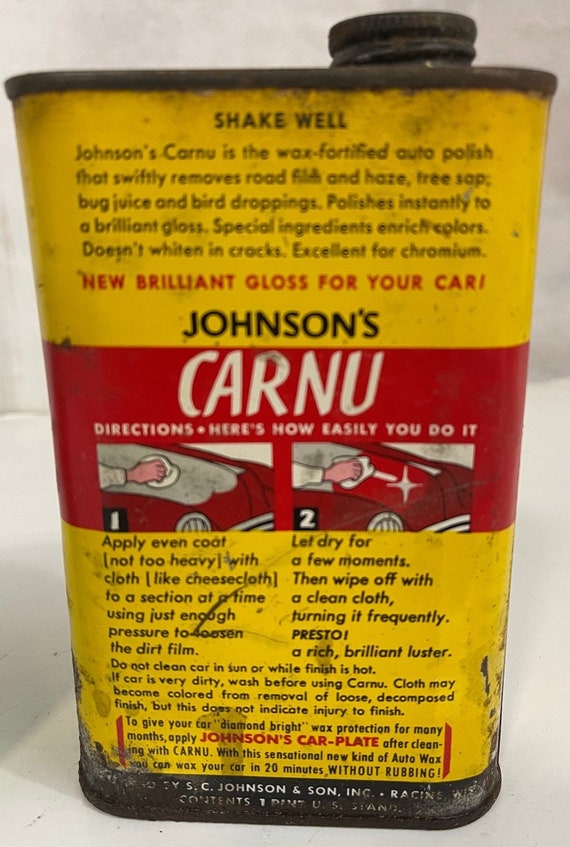 SHAKE WELL
Johnson's Carnu is the wax-fortified auto polish
that swiftly removes road film and haze, tree sap;
bug juice and bird droppings. Polishes instantly to
a brilliant gloss. Special ingredients enrich colors.
Doesn't whiten in cracks. Excellent for chromium.
NEW BRILLIANT GLOSS FOR YOUR CAR!
JOHNSON'S
CARNU
DIRECTIONS • HERE'S HOW EASILY YOU DO IT
1
Apply even coat
[not too heavy] with
cloth [like cheesecloth]
to a section at a time
using just enough
pressure to loosen
the dirt film.
2
Let dry for
a few moments.
Then wipe off with
a clean cloth,
turning it frequently.
PRESTO!
a rich, brilliant luster.
Do not clean car in sun or while finish is hot.
If car is very dirty, wash before using Carnu. Cloth may
become colored from removal of loose, decomposed
finish, but this does not indicate injury to finish.
To give your car "diamond bright" wax protection for many
months, apply JOHNSON'S CAR-PLATE after clean-
ing with CARNU. With this sensational new kind of Auto Wax
you can wax your car in 20 minutes WITHOUT RUBBING!
BY S. C. JOHNSON & SON, INC. • RACINE, WIS
CONTENTS 1 PINT U. S. STAND.